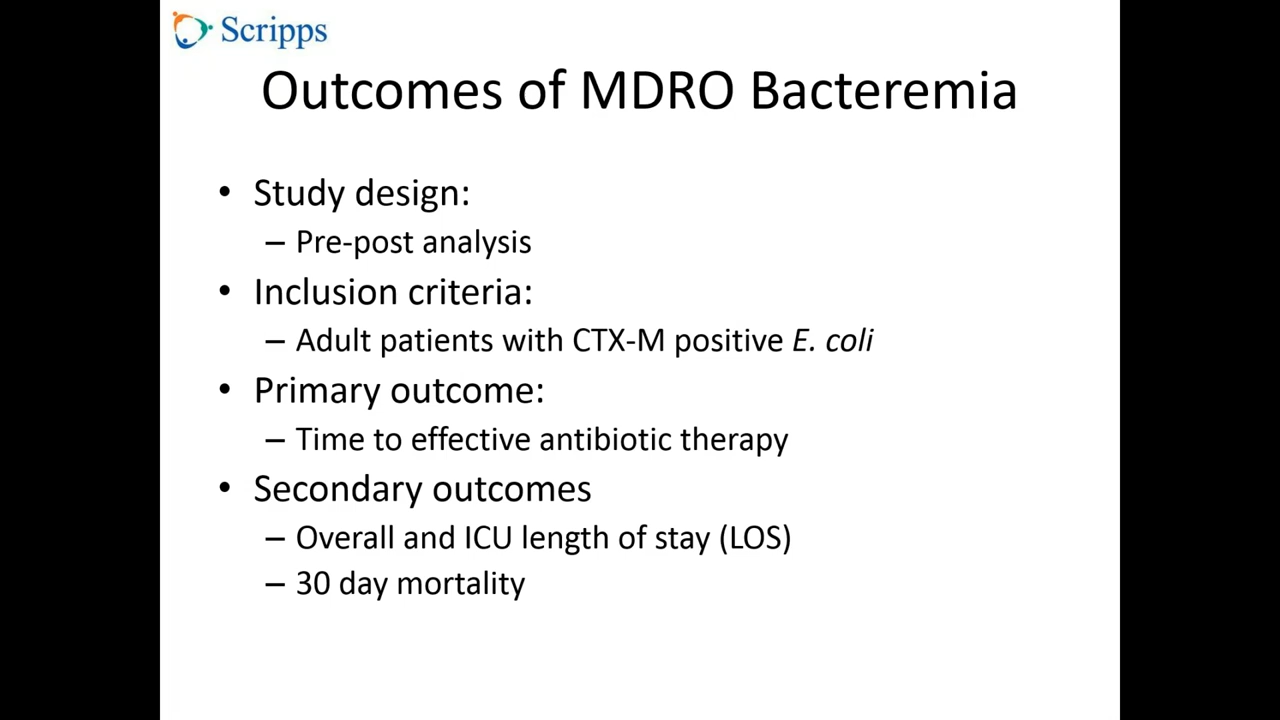 Scripps
Outcomes of MDRO Bacteremia
• Study design:
– Pre-post analysis
• Inclusion criteria:
– Adult patients with CTX-M positive E. coli
• Primary outcome:
– Time to effective antibiotic therapy
• Secondary outcomes
– Overall and ICU length of stay (LOS)
– 30 day mortality